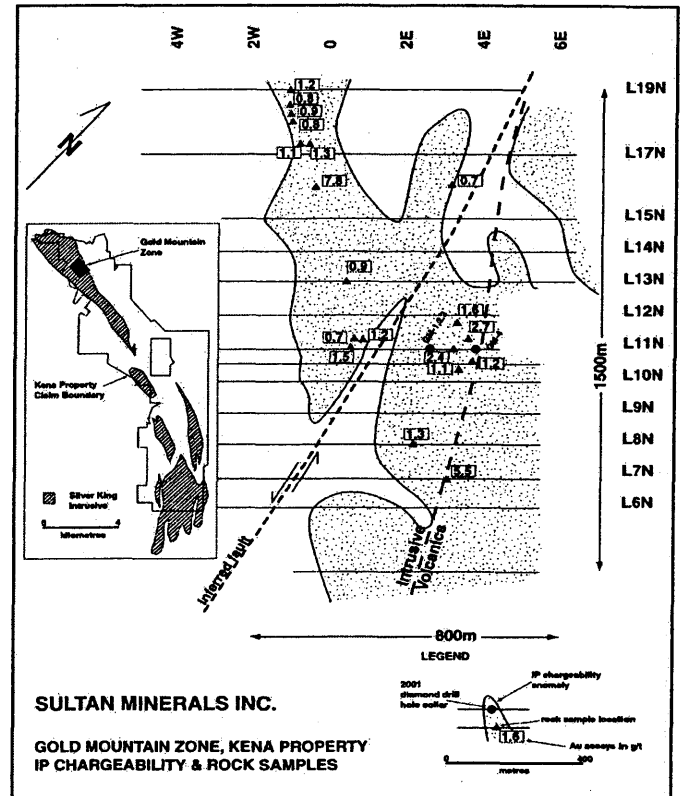 4W 2W 0 2E 4E 6E
L19N
1.2
0.8
0.9
0.8
N
L17N
1.1 1.3
7.8 0.7
L15N
Gold Mountain
Zone
L14N
0.9
L13N
L12N
1.6
2.7
0.7 1.2
L11N
1.5 2.4 1.2
1.1
L10N
1500m
Kena Property
Claim Boundary
L9N
1.3
L8N
5.5
L7N
Silver King
Intrusive
L6N
0 4
kilometres
Inferred fault
Intrusive
Volcanics
800m
LEGEND
2001
diamond drill
hole collar
IP chargeability
anomaly
rock sample location
1.6
Au assays in g/t
0 400
metres
SULTAN MINERALS INC.
GOLD MOUNTAIN ZONE, KENA PROPERTY
IP CHARGEABILITY & ROCK SAMPLES